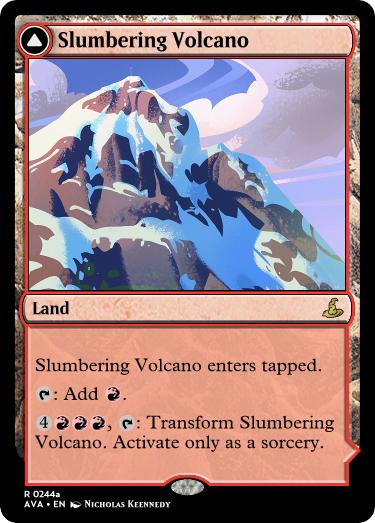 Slumbering Volcano
Land
Slumbering Volcano enters tapped.
: Add .
4 , : Transform Slumbering
Volcano. Activate only as a sorcery.
R 0244a
AVA • EN Nicholas Keennedy